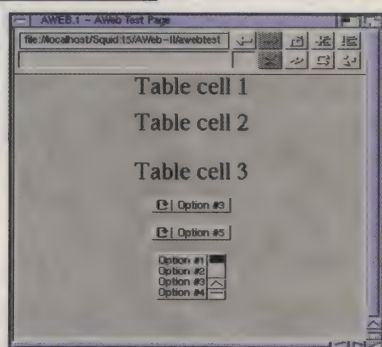 AWEB.1 - AWeb Test Page
file://localhost/Squid:15/AWeb-II/awebtest
Table cell 1
Table cell 2
Table cell 3
Option #3
Option #5
Option #1
Option #2
Option #3
Option #4